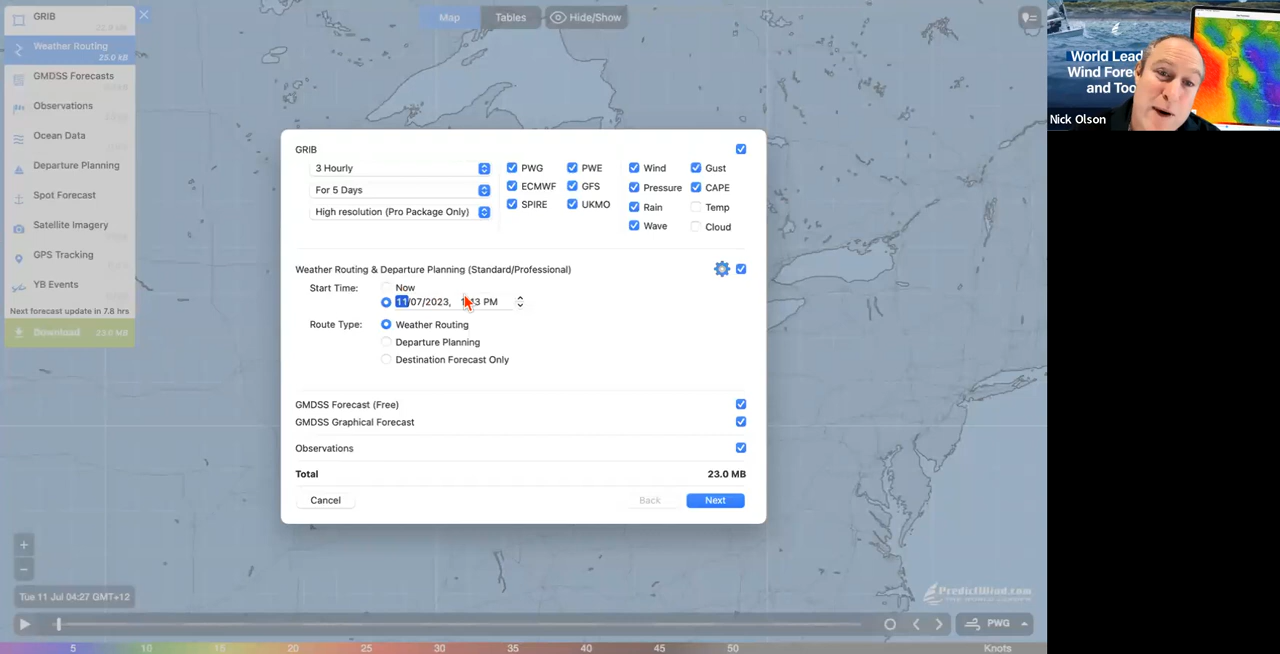 GRIB
22.9 kB
Weather Routing
25.0 kB
GMDSS Forecasts
Observations
Ocean Data
Departure Planning
Spot Forecast
Satellite Imagery
GPS Tracking
YB Events
Next forecast update in 7.8 hrs
Download 23.0 MB
Map
Tables
Hide/Show
GRIB
3 Hourly
For 5 Days
High resolution (Pro Package Only)
PWG
PWE
ECMWF
GFS
SPIRE
UKMO
Wind
Gust
Pressure
CAPE
Rain
Temp
Wave
Cloud
Weather Routing & Departure Planning (Standard/Professional)
Start Time:
Now
11/07/2023,
PM
Route Type:
Weather Routing
Departure Planning
Destination Forecast Only
GMDSS Forecast (Free)
GMDSS Graphical Forecast
Observations
Total
23.0 MB
Cancel
Back
Next
Tue 11 Jul 04:27 GMT+12
PredictWind.com
PWG
5 10 15 20 25 30 35 40 45 50 Knots
World Lead
Wind Fore
and Too
Nick Olson